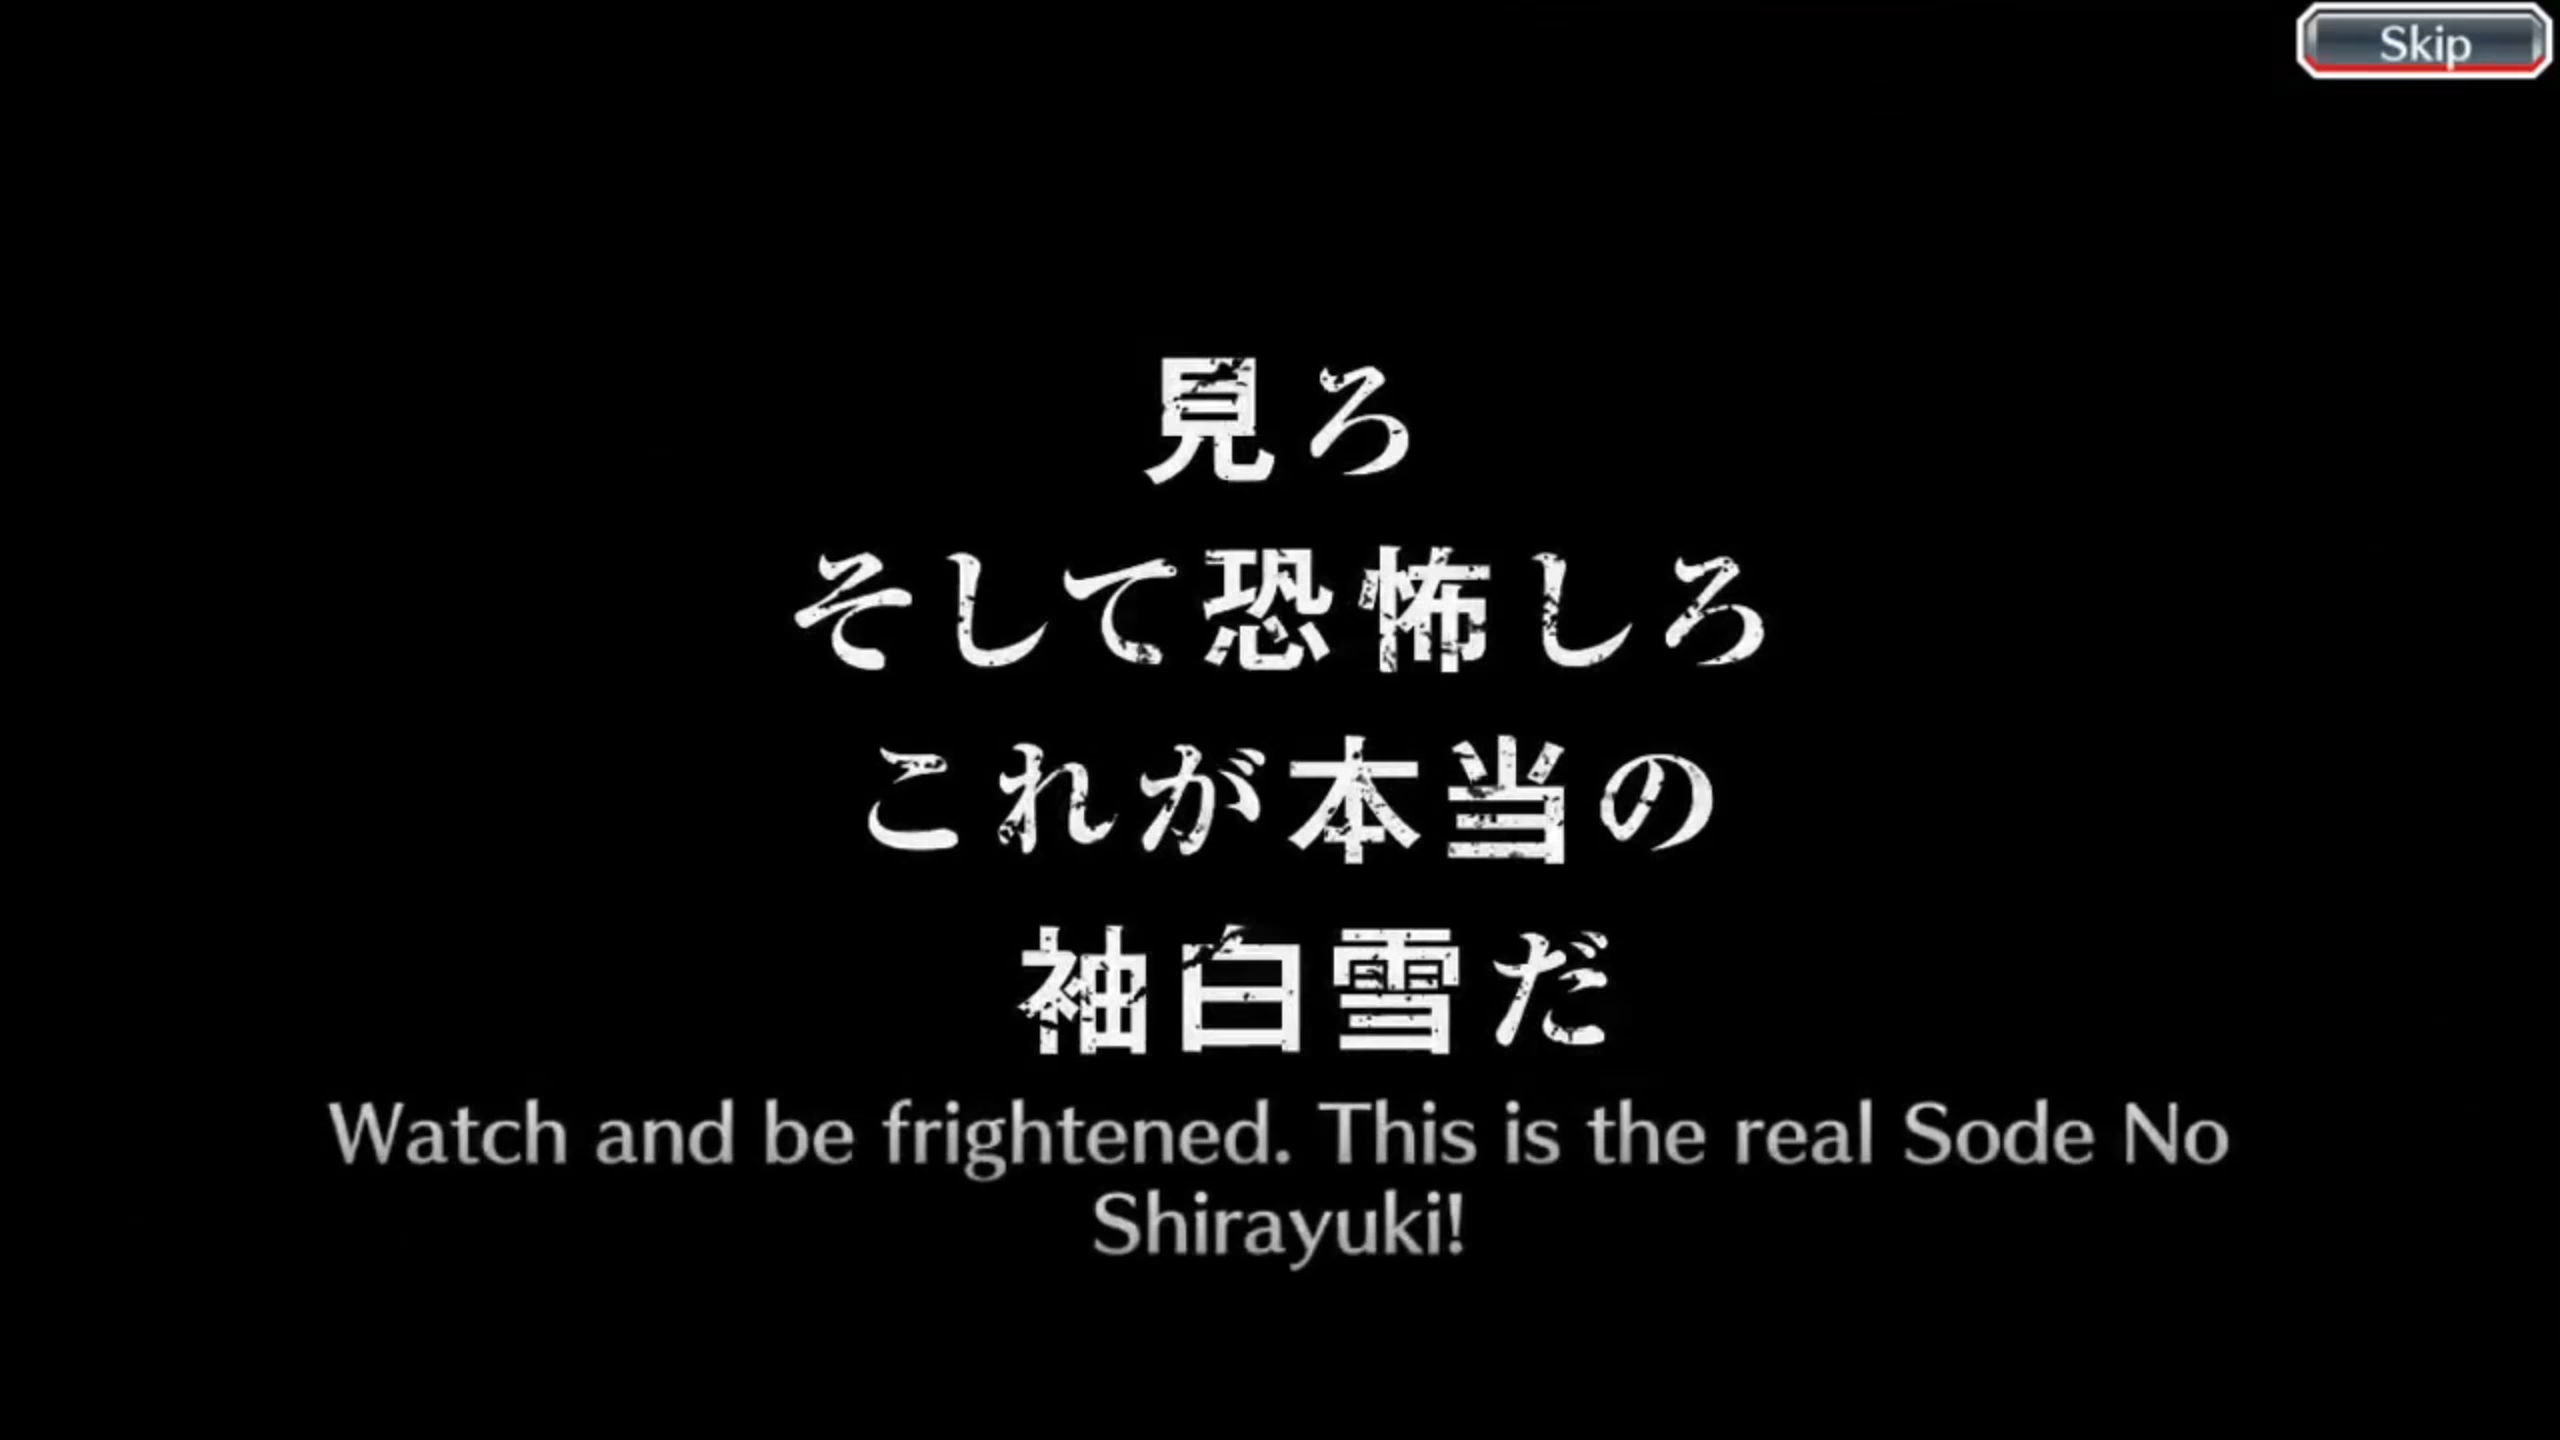 Skip
見ろ
そして恐怖しろ
これが本当の
袖白雪だ
Watch and be frightened. This is the real Sode No
Shirayuki!